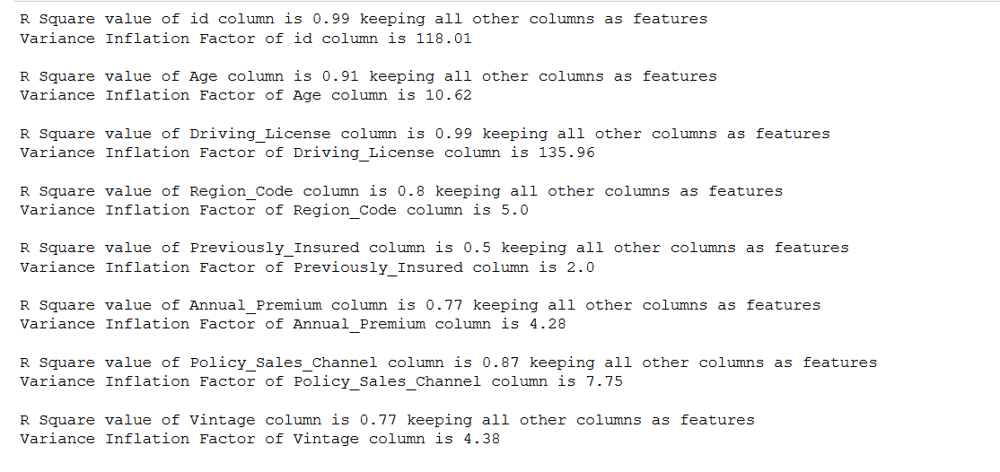 R Square value of id column is 0.99 keeping all other columns as features
Variance Inflation Factor of id column is 118.01
R Square value of Age column is 0.91 keeping all other columns as features
Variance Inflation Factor of Age column is 10.62
R Square value of Driving_License column is 0.99 keeping all other columns as features
Variance Inflation Factor of Driving_License column is 135.96
R Square value of Region_Code column is 0.8 keeping all other columns as features
Variance Inflation Factor of Region_Code column is 5.0
R Square value of Previously_Insured column is 0.5 keeping all other columns as features
Variance Inflation Factor of Previously_Insured column is 2.0
R Square value of Annual_Premium column is 0.77 keeping all other columns as features
Variance Inflation Factor of Annual_Premium column is 4.28
R Square value of Policy_Sales_Channel column is 0.87 keeping all other columns as features
Variance Inflation Factor of Policy_Sales_Channel column is 7.75
R Square value of Vintage column is 0.77 keeping all other columns as features
Variance Inflation Factor of Vintage column is 4.38